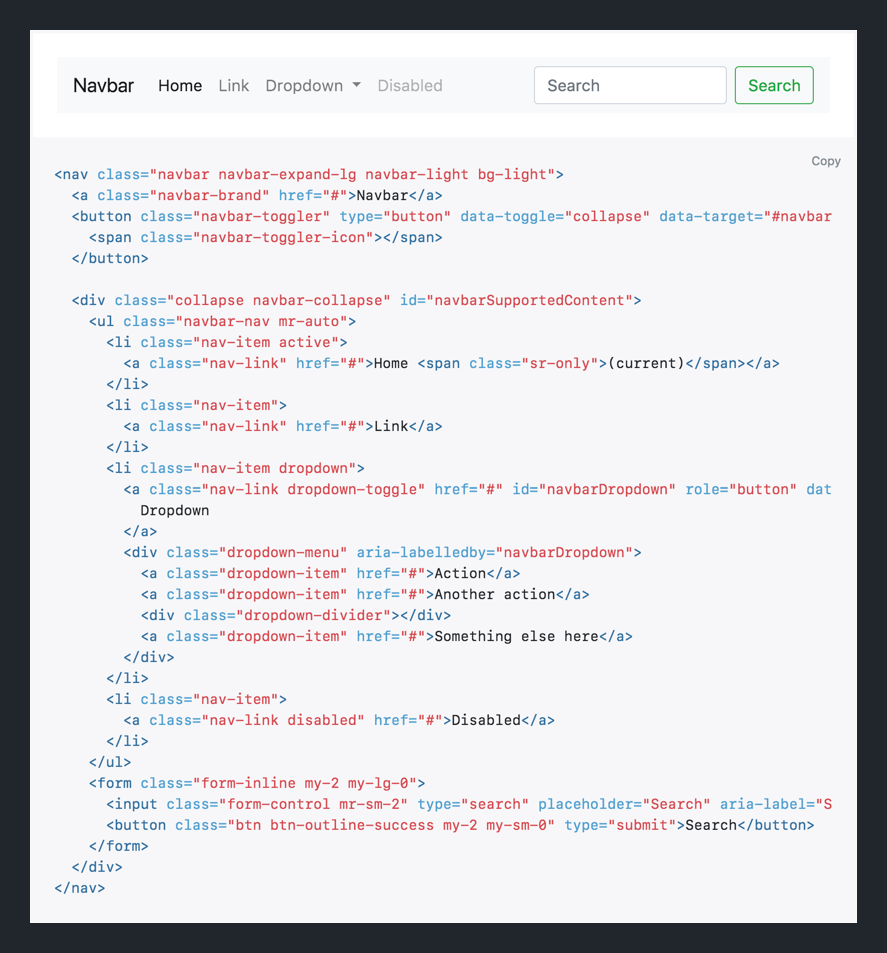 Navbar Home Link Dropdown Disabled Search Search
Copy
<nav class="navbar navbar-expand-lg navbar-light bg-light">
  <a class="navbar-brand" href="#">Navbar</a>
  <button class="navbar-toggler" type="button" data-toggle="collapse" data-target="#navbar
    <span class="navbar-toggler-icon"></span>
  </button>

  <div class="collapse navbar-collapse" id="navbarSupportedContent">
    <ul class="navbar-nav mr-auto">
      <li class="nav-item active">
        <a class="nav-link" href="#">Home <span class="sr-only">(current)</span></a>
      </li>
      <li class="nav-item">
        <a class="nav-link" href="#">Link</a>
      </li>
      <li class="nav-item dropdown">
        <a class="nav-link dropdown-toggle" href="#" id="navbarDropdown" role="button" dat
          Dropdown
        </a>
        <div class="dropdown-menu" aria-labelledby="navbarDropdown">
          <a class="dropdown-item" href="#">Action</a>
          <a class="dropdown-item" href="#">Another action</a>
          <div class="dropdown-divider"></div>
          <a class="dropdown-item" href="#">Something else here</a>
        </div>
      </li>
      <li class="nav-item">
        <a class="nav-link disabled" href="#">Disabled</a>
      </li>
    </ul>
    <form class="form-inline my-2 my-lg-0">
      <input class="form-control mr-sm-2" type="search" placeholder="Search" aria-label="S
      <button class="btn btn-outline-success my-2 my-sm-0" type="submit">Search</button>
    </form>
  </div>
</nav>